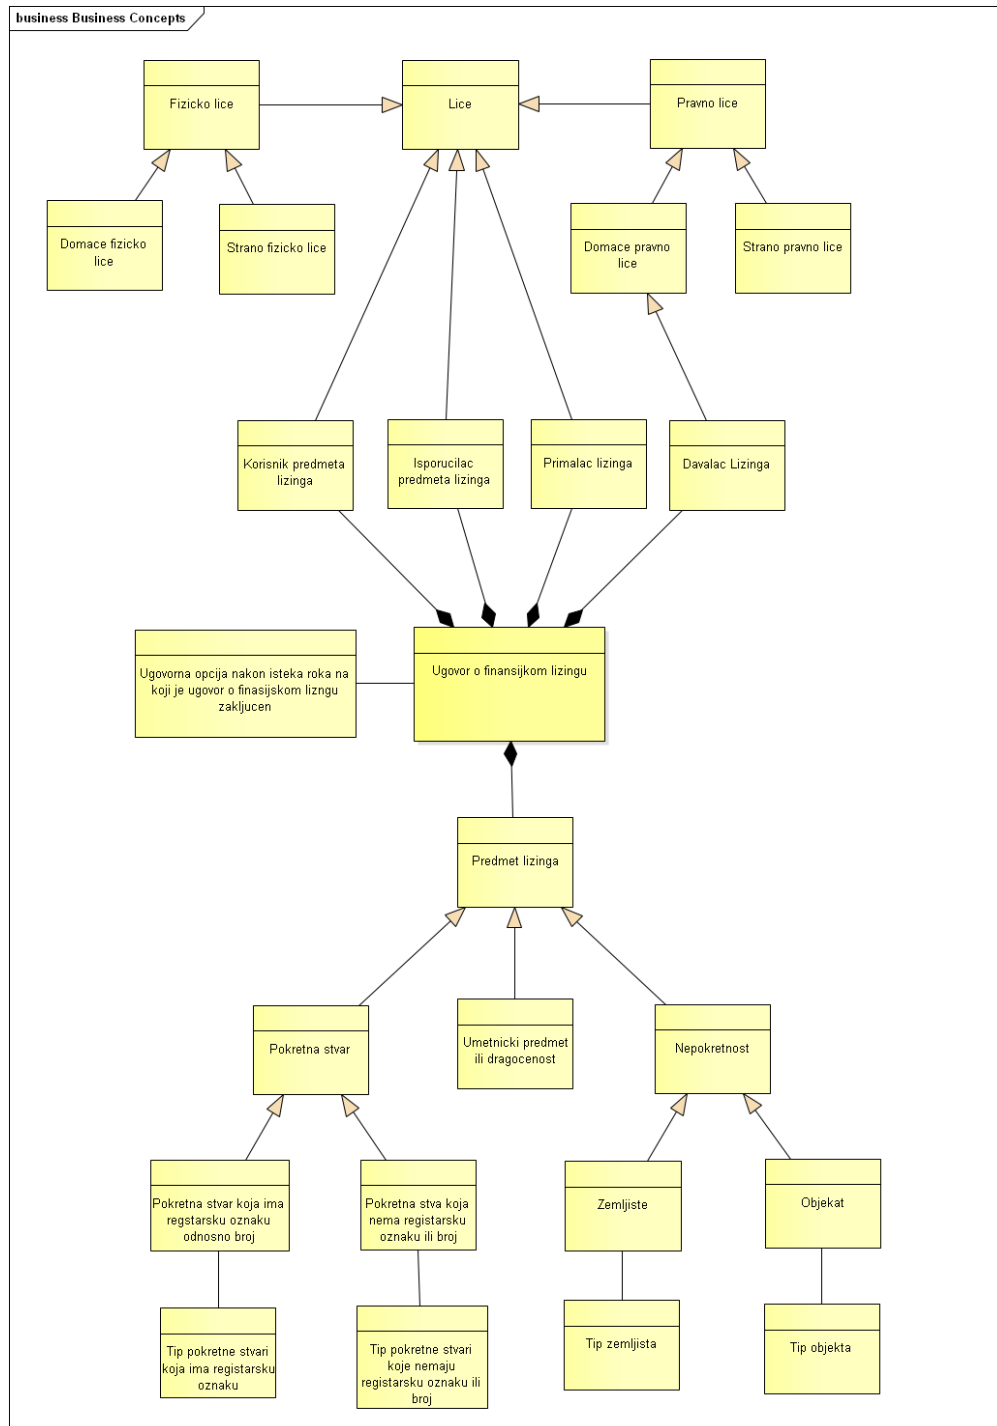 business Business Concepts
Fizicko lice
Lice
Pravno lice
Domace fizicko
lice
Strano fizicko lice
Domace pravno
lice
Strano pravno lice
Korisnik predmeta
lizinga
Isporucilac
predmeta lizinga
Primalac lizinga
Davalac Lizinga
Ugovorna opcija nakon isteka roka na
koji je ugovor o finasijskom lizngu
zakljucen
Ugovor o finansijkom lizingu
Predmet lizinga
Pokretna stvar
Umetnicki predmet
ili dragocenost
Nepokretnost
Pokretna stvar koja ima
regstarsku oznaku
odnosno broj
Pokretna stva koja
nema registarsku
oznaku ili broj
Zemljiste
Objekat
Tip pokretne stvari
koja ima registarsku
oznaku
Tip pokretne stvari
koje nemaju
registarsku oznaku ili
broj
Tip zemljista
Tip objekta